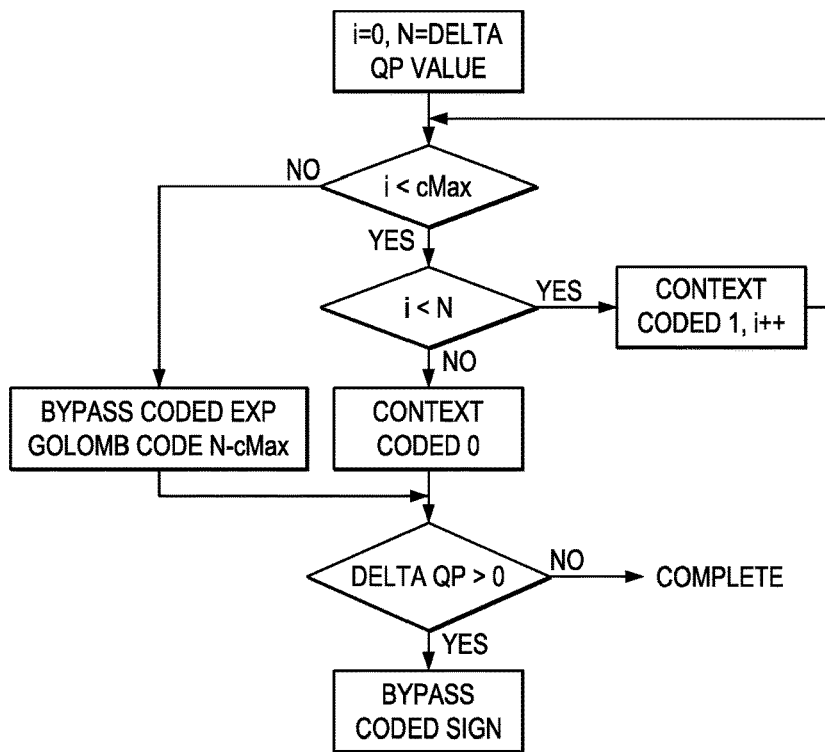 i=0, N=DELTA
QP VALUE
NO
i < cMax
YES
i < N
YES
CONTEXT
CODED 1, i++
NO
BYPASS CODED EXP
GOLOMB CODE N-cMax
CONTEXT
CODED 0
DELTA QP > 0
NO
COMPLETE
YES
BYPASS
CODED SIGN